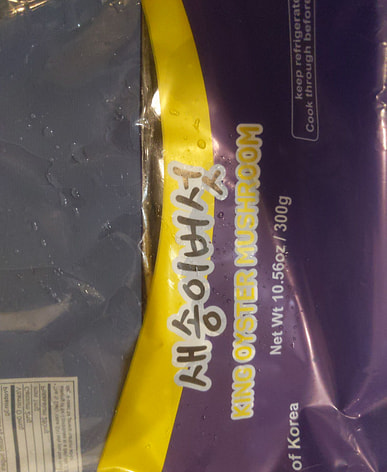 keep refrigerate
Cook through before
새송이버섯
KING OYSTER MUSHROOM
Net Wt 10.56oz / 300g
of Korea